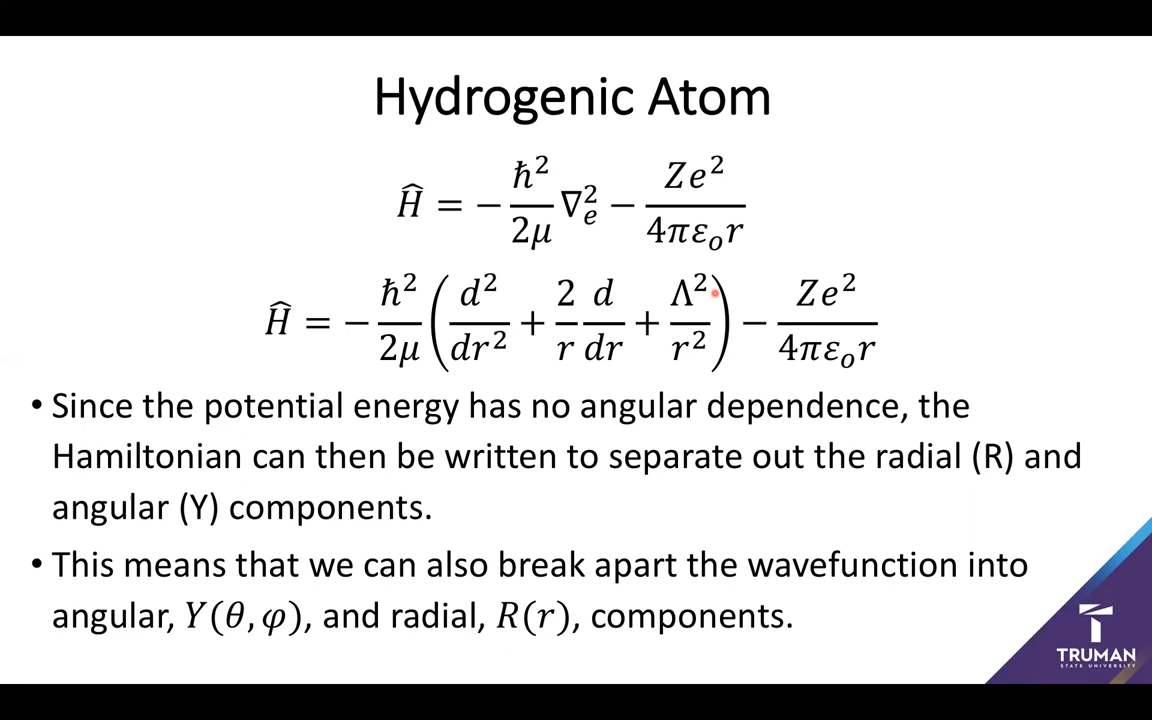 Hydrogenic Atom
Ĥ = −ħ²/2μ ∇ₑ² − Ze²/4πεₒr
Ĥ = −ħ²/2μ (d²/dr² + 2/r d/dr + Λ²/r²) − Ze²/4πεₒr
• Since the potential energy has no angular dependence, the
Hamiltonian can then be written to separate out the radial (R) and
angular (Y) components.
• This means that we can also break apart the wavefunction into
angular, Y(θ, φ), and radial, R(r), components.
TRUMAN
STATE UNIVERSITY